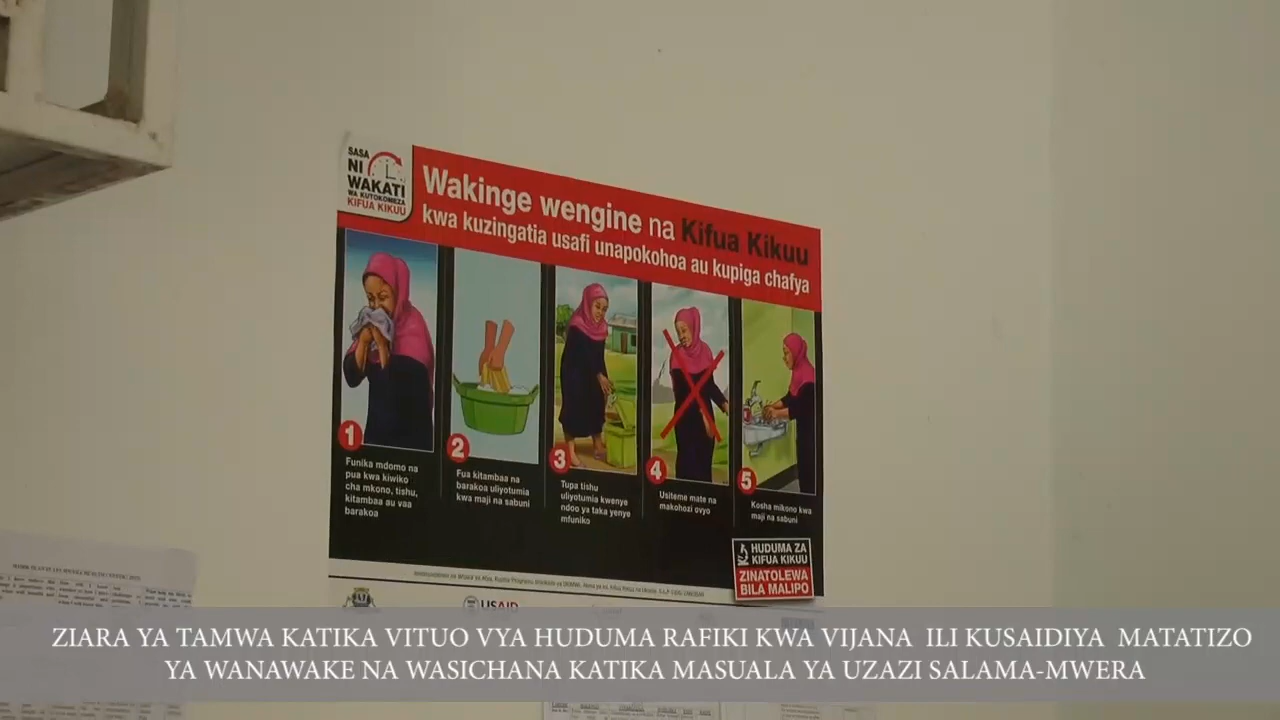 SASA
NI
WAKATI
WA KUTOKOMEZA
KIFUA KIKUU
Wakinge wengine na Kifua Kikuu
kwa kuzingatia usafi unapokohoa au kupiga chafya
1
Funika mdomo na
pua kwa kiwiko
cha mkono, tishu,
kitambaa au vaa
barakoa
2
Fua kitambaa na
barakoa uliyotumia
kwa maji na sabuni
3
Tupa tishu
uliyotumia kwenye
ndoo ya taka yenye
mfuniko
4
Usiteme mate na
makohozi ovyo
5
Kosha mikono kwa
maji na sabuni
HUDUMA ZA
KIFUA KIKUU
ZINATOLEWA
BILA MALIPO
USAID
ZIARA YA TAMWA KATIKA VITUO VYA HUDUMA RAFIKI KWA VIJANA ILI KUSAIDIYA MATATIZO
YA WANAWAKE NA WASICHANA KATIKA MASUALA YA UZAZI SALAMA-MWERA